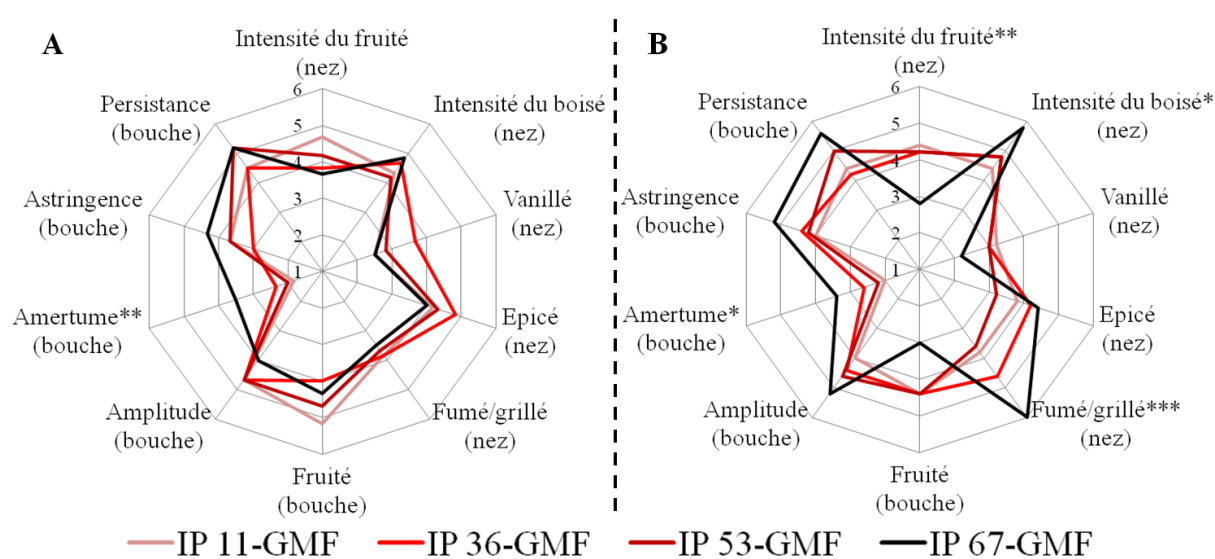 A
Intensité du fruité
(nez)
Intensité du boisé
(nez)
Vanillé
(nez)
Epicé
(nez)
Fumé/grillé
(nez)
Fruité
(bouche)
Amplitude
(bouche)
Amertume**
(bouche)
Astringence
(bouche)
Persistance
(bouche)
6
5
4
3
2
1
B
Intensité du fruité**
(nez)
Intensité du boisé*
(nez)
Vanillé
(nez)
Epicé
(nez)
Fumé/grillé***
(nez)
Fruité
(bouche)
Amplitude
(bouche)
Amertume*
(bouche)
Astringence
(bouche)
Persistance
(bouche)
6
5
4
3
2
1
IP 11-GMF IP 36-GMF IP 53-GMF IP 67-GMF